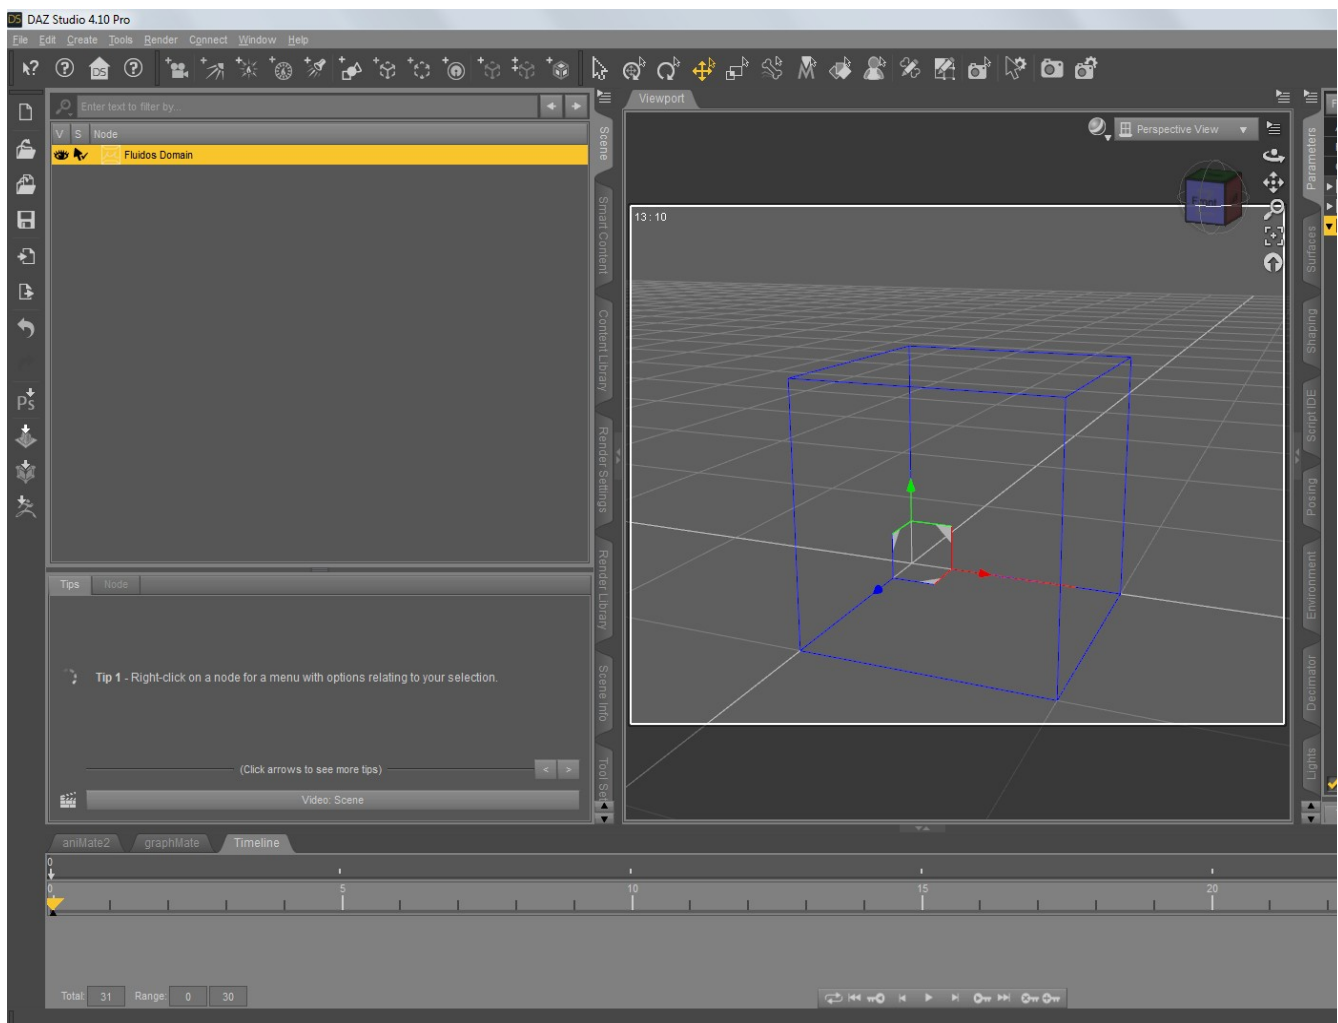 DS DAZ Studio 4.10 Pro
File Edit Create Tools Render Connect Window Help
Enter text to filter by...
V S Node
Fluidos Domain
Scene
Smart Content
Content Library
Render Settings
Render Library
Scene Info
Tool Set
Viewport
Perspective View
13 : 10
Front
Parameters
Surfaces
Shaping
Script IDE
Posing
Environment
Decimator
Lights
Ps
Tips Node
Tip 1 - Right-click on a node for a menu with options relating to your selection.
(Click arrows to see more tips) < >
Video: Scene
aniMate2 graphMate Timeline
0
0 5 10 15 20
Total: 31 Range: 0 30